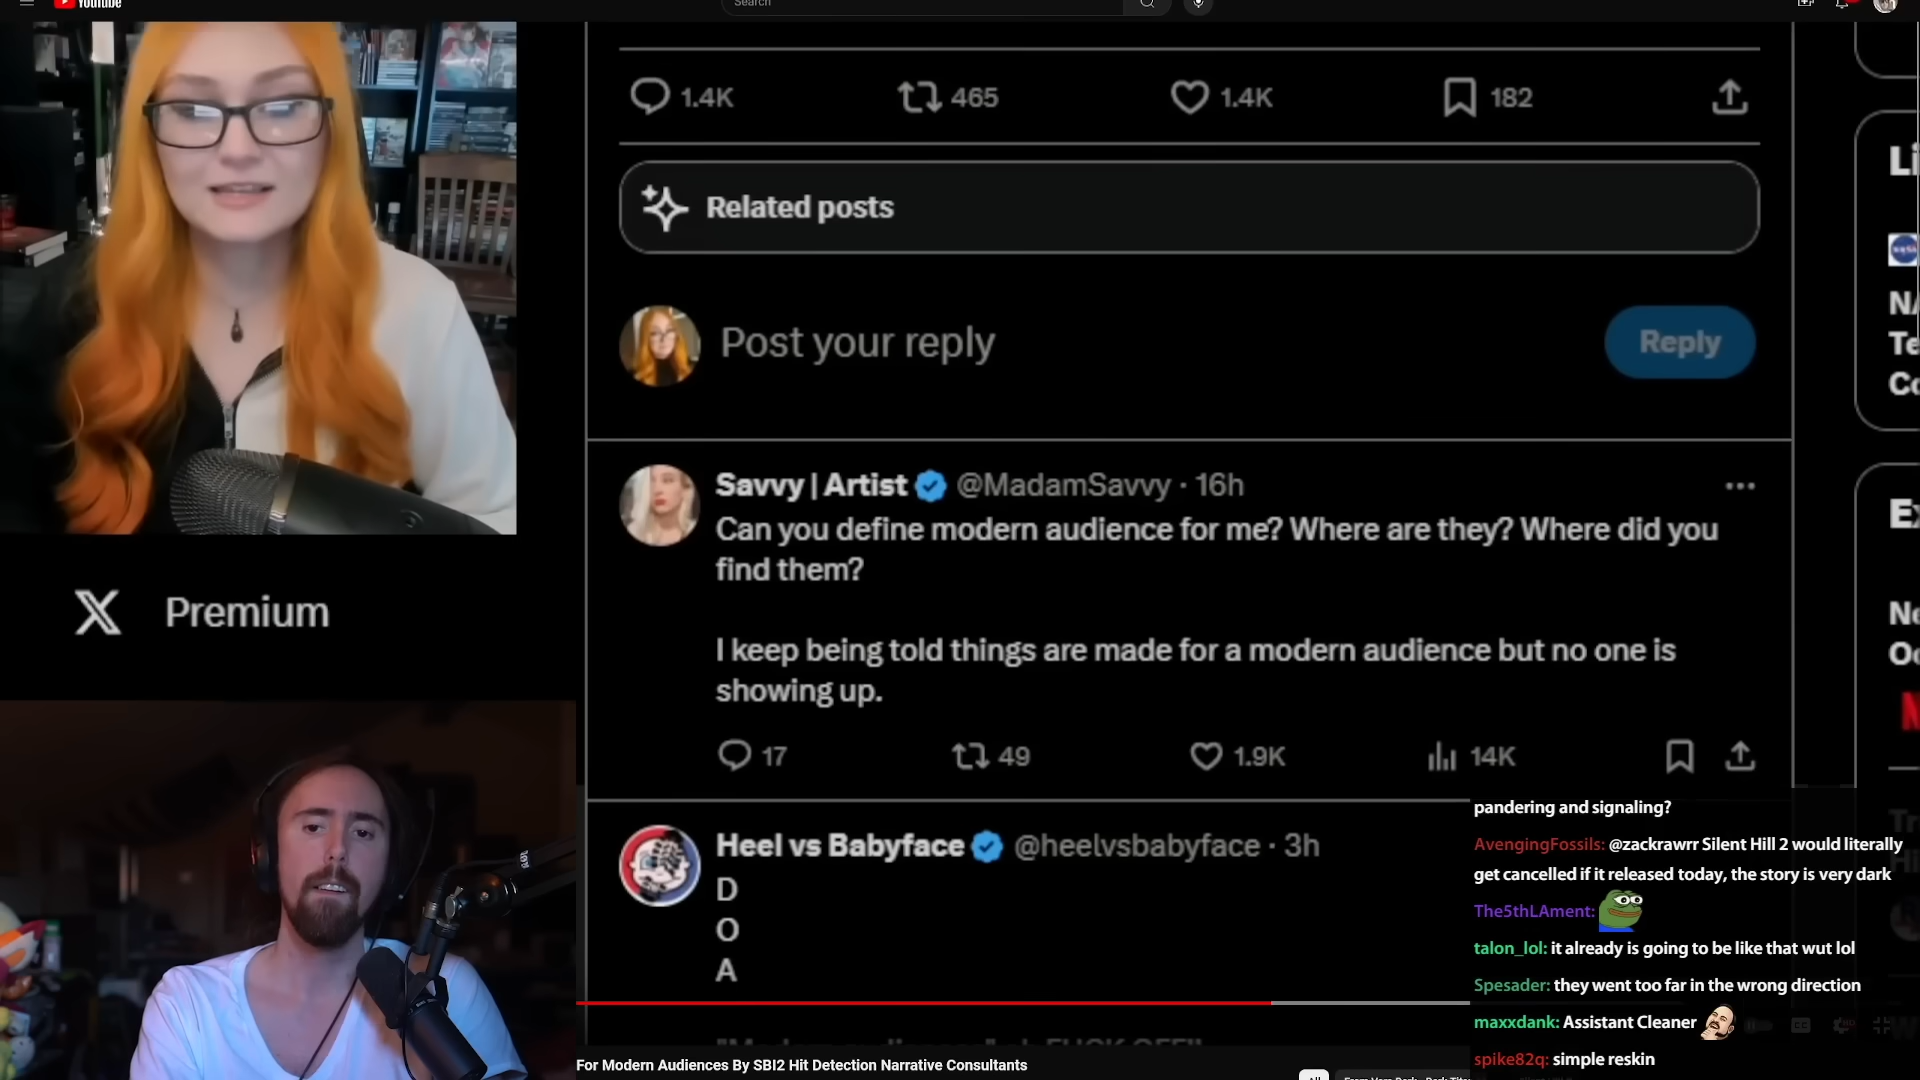 YouTube
Search
1.4K 465 1.4K 182
Related posts
Post your reply
Reply
Savvy | Artist @MadamSavvy · 16h
Can you define modern audience for me? Where are they? Where did you
find them?
I keep being told things are made for a modern audience but no one is
showing up.
17 49 1.9K 14K
Heel vs Babyface @heelvsbabyface · 3h
D
O
A
X Premium
pandering and signaling?
AvengingFossils: @zackrawrr Silent Hill 2 would literally
get cancelled if it released today, the story is very dark
The5thLAment:
talon_lol: it already is going to be like that wut lol
Spesader: they went too far in the wrong direction
maxxdank: Assistant Cleaner
spike82q: simple reskin
For Modern Audiences By SBI2 Hit Detection Narrative Consultants